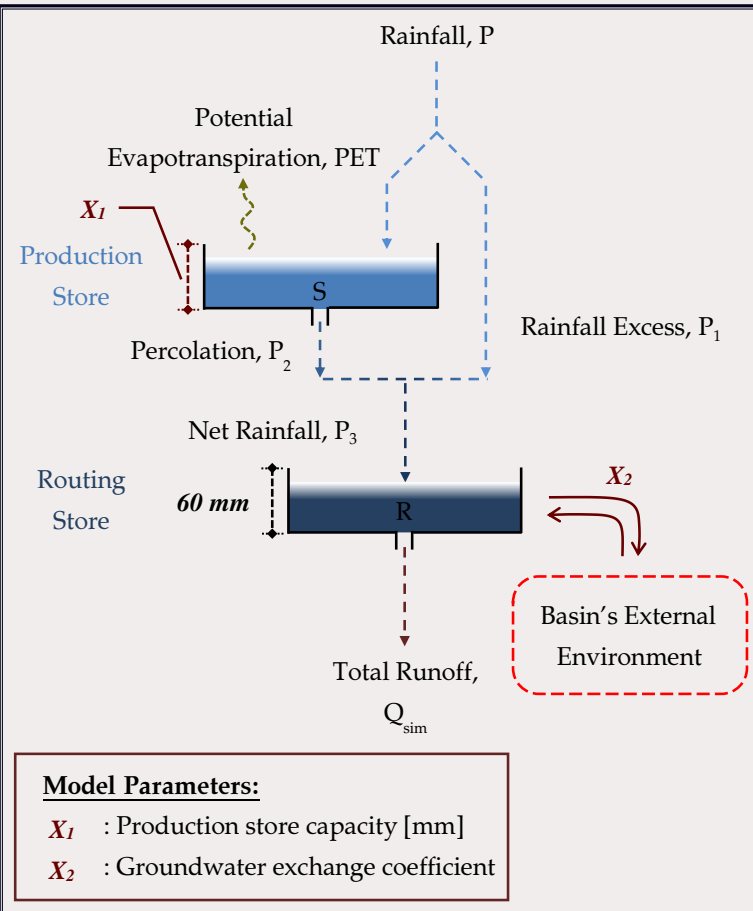 Rainfall, P
Potential
Evapotranspiration, PET
X₁
Production
Store
S
Percolation, P₂
Rainfall Excess, P₁
Net Rainfall, P₃
Routing
Store
60 mm
R
X₂
Basin's External
Environment
Total Runoff,
Qsim
Model Parameters:
X₁ : Production store capacity [mm]
X₂ : Groundwater exchange coefficient